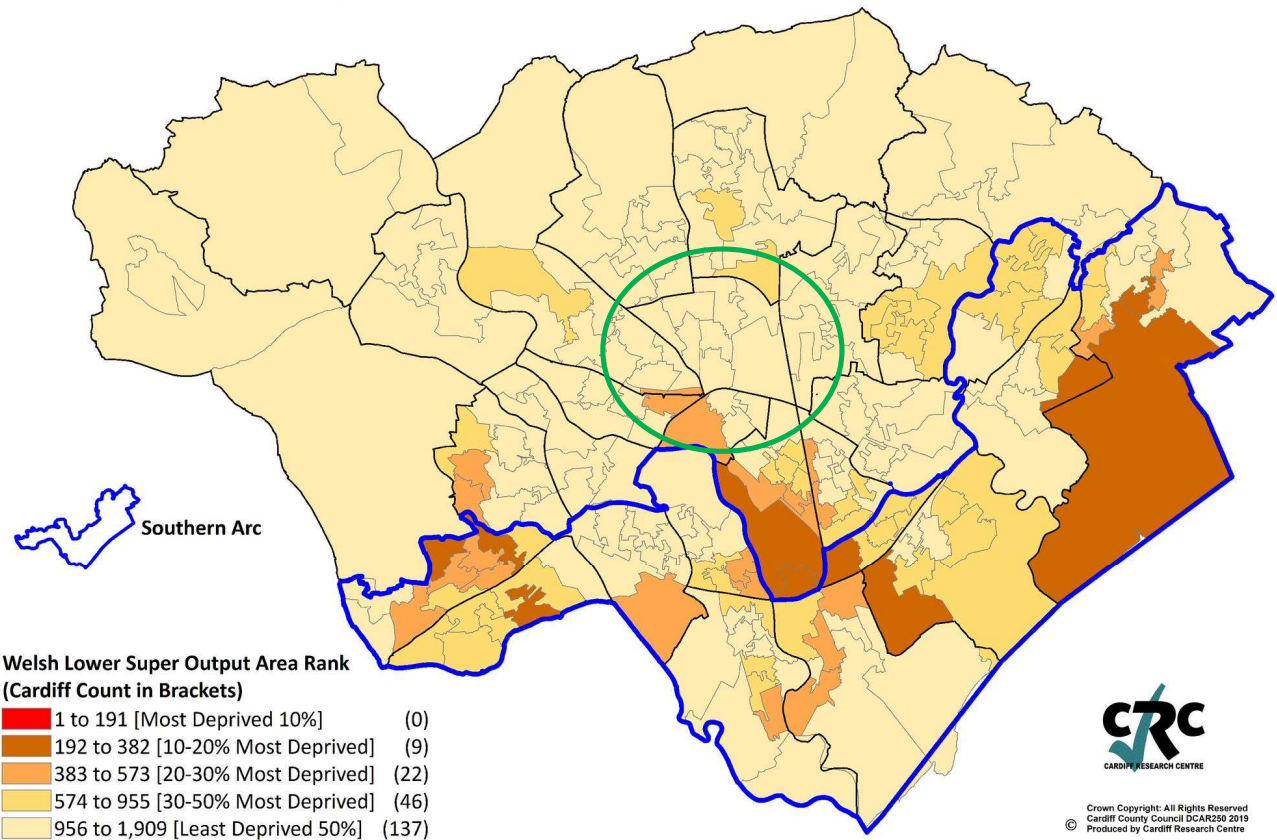 Southern Arc
Welsh Lower Super Output Area Rank
(Cardiff Count in Brackets)
1 to 191 [Most Deprived 10%] (0)
192 to 382 [10-20% Most Deprived] (9)
383 to 573 [20-30% Most Deprived] (22)
574 to 955 [30-50% Most Deprived] (46)
956 to 1,909 [Least Deprived 50%] (137)
CRC
CARDIFF RESEARCH CENTRE
Crown Copyright: All Rights Reserved
© Cardiff County Council DCAR250 2019
Produced by Cardiff Research Centre